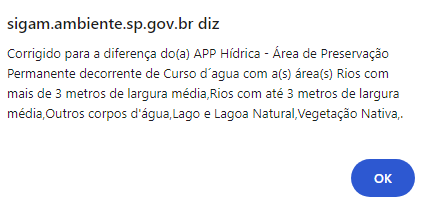 sigam.ambiente.sp.gov.br diz
Corrigido para a diferença do(a) APP Hídrica - Área de Preservação
Permanente decorrente de Curso d´agua com a(s) área(s) Rios com
mais de 3 metros de largura média,Rios com até 3 metros de largura
média,Outros corpos d'água,Lago e Lagoa Natural,Vegetação Nativa,.
OK